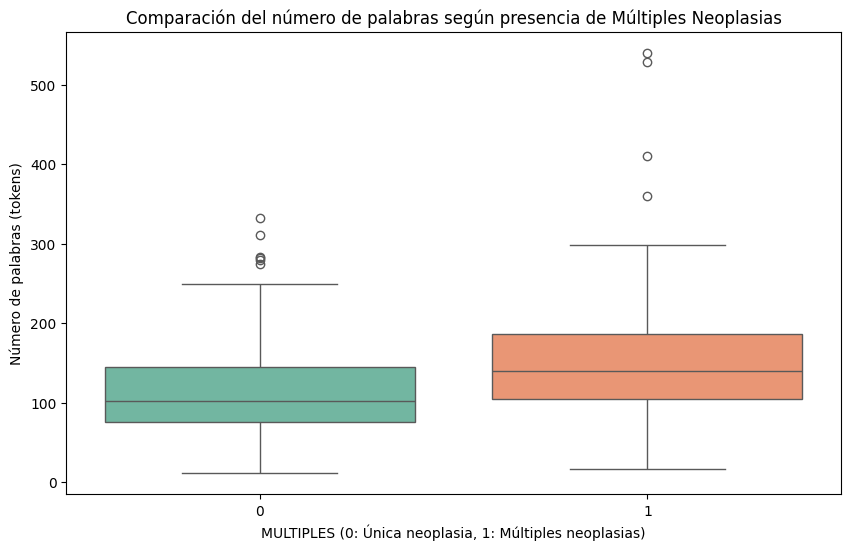 Comparación del número de palabras según presencia de Múltiples Neoplasias
Número de palabras (tokens)
500
400
300
200
100
0
0
1
MULTIPLES (0: Única neoplasia, 1: Múltiples neoplasias)